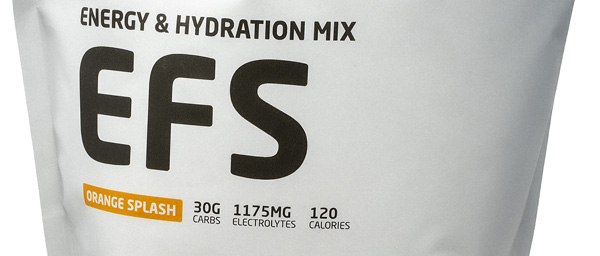 ENERGY & HYDRATION MIX
EFS
ORANGE SPLASH 30G CARBS 1175MG ELECTROLYTES 120 CALORIES